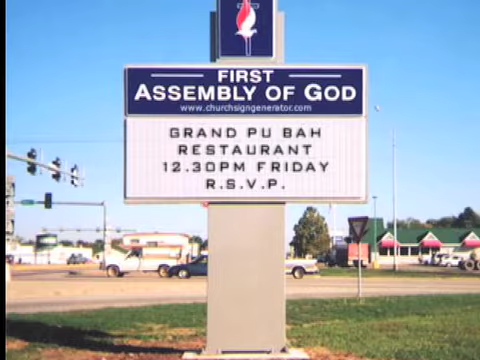 FIRST
ASSEMBLY OF GOD
www.churchsigngenerator.com
GRAND PU BAH
RESTAURANT
12.30PM FRIDAY
R.S.V.P.